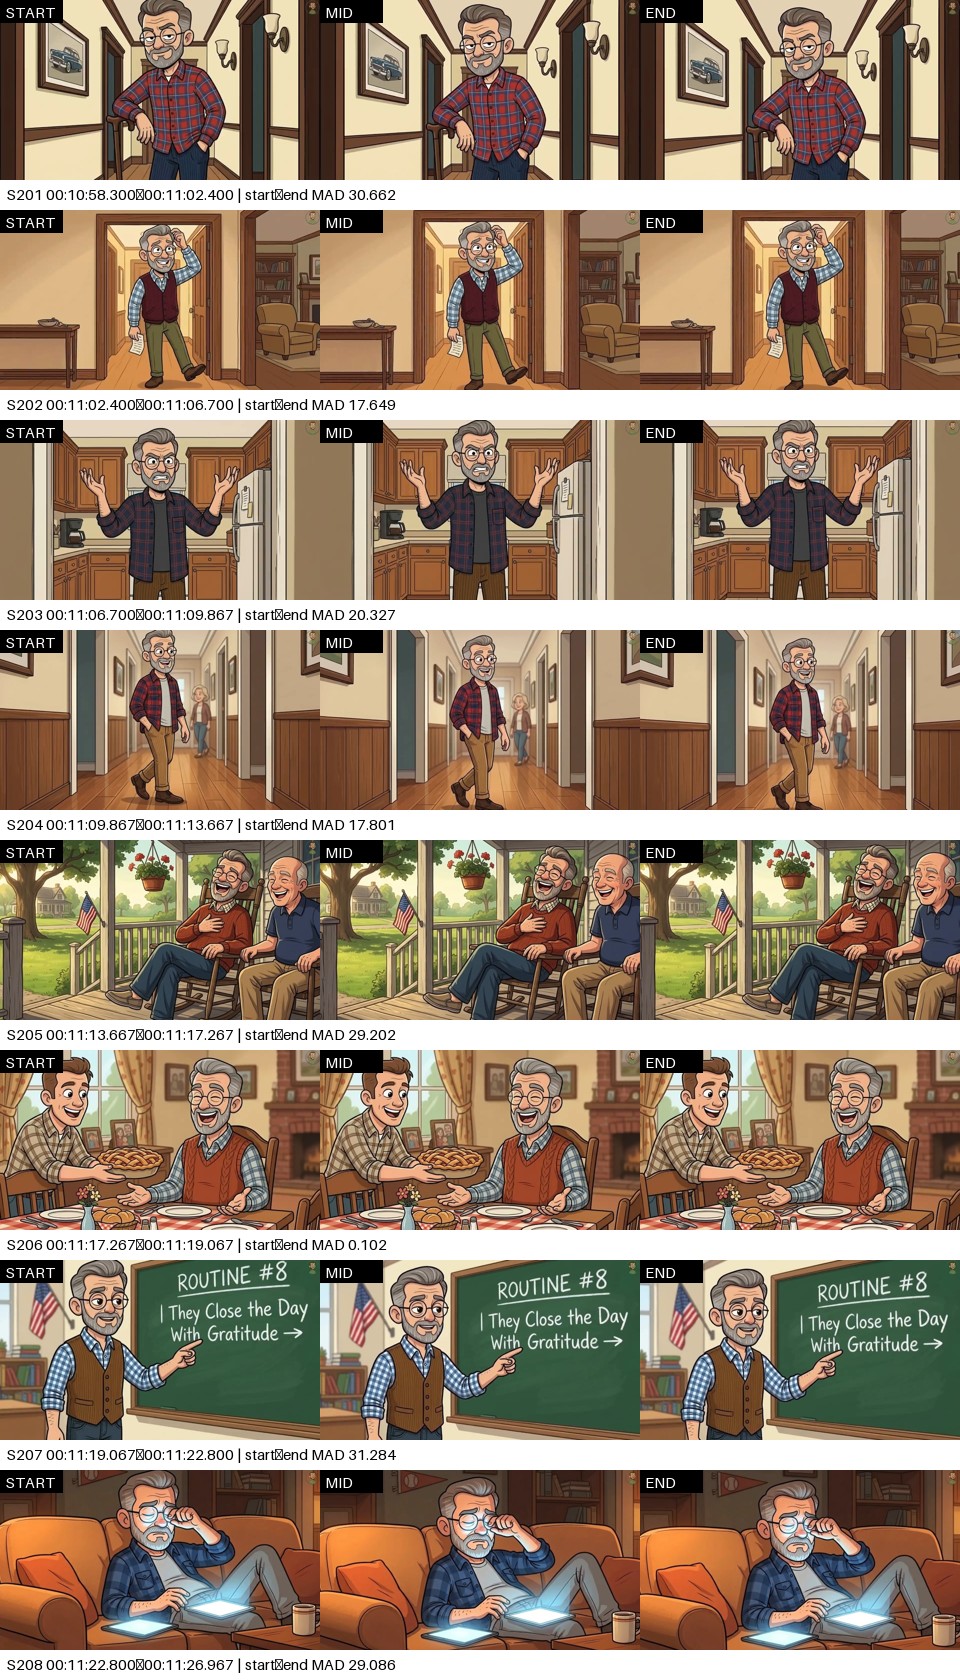 START MID END
S201 00:10:58.300□00:11:02.400 | start□end MAD 30.662
START MID END
S202 00:11:02.400□00:11:06.700 | start□end MAD 17.649
START MID END
S203 00:11:06.700□00:11:09.867 | start□end MAD 20.327
START MID END
S204 00:11:09.867□00:11:13.667 | start□end MAD 17.801
START MID END
S205 00:11:13.667□00:11:17.267 | start□end MAD 29.202
START MID END
S206 00:11:17.267□00:11:19.067 | start□end MAD 0.102
START MID END
ROUTINE #8 ROUTINE #8 ROUTINE #8
| They Close the Day | They Close the Day | They Close the Day
With Gratitude → With Gratitude → With Gratitude →
S207 00:11:19.067□00:11:22.800 | start□end MAD 31.284
START MID END
S208 00:11:22.800□00:11:26.967 | start□end MAD 29.086